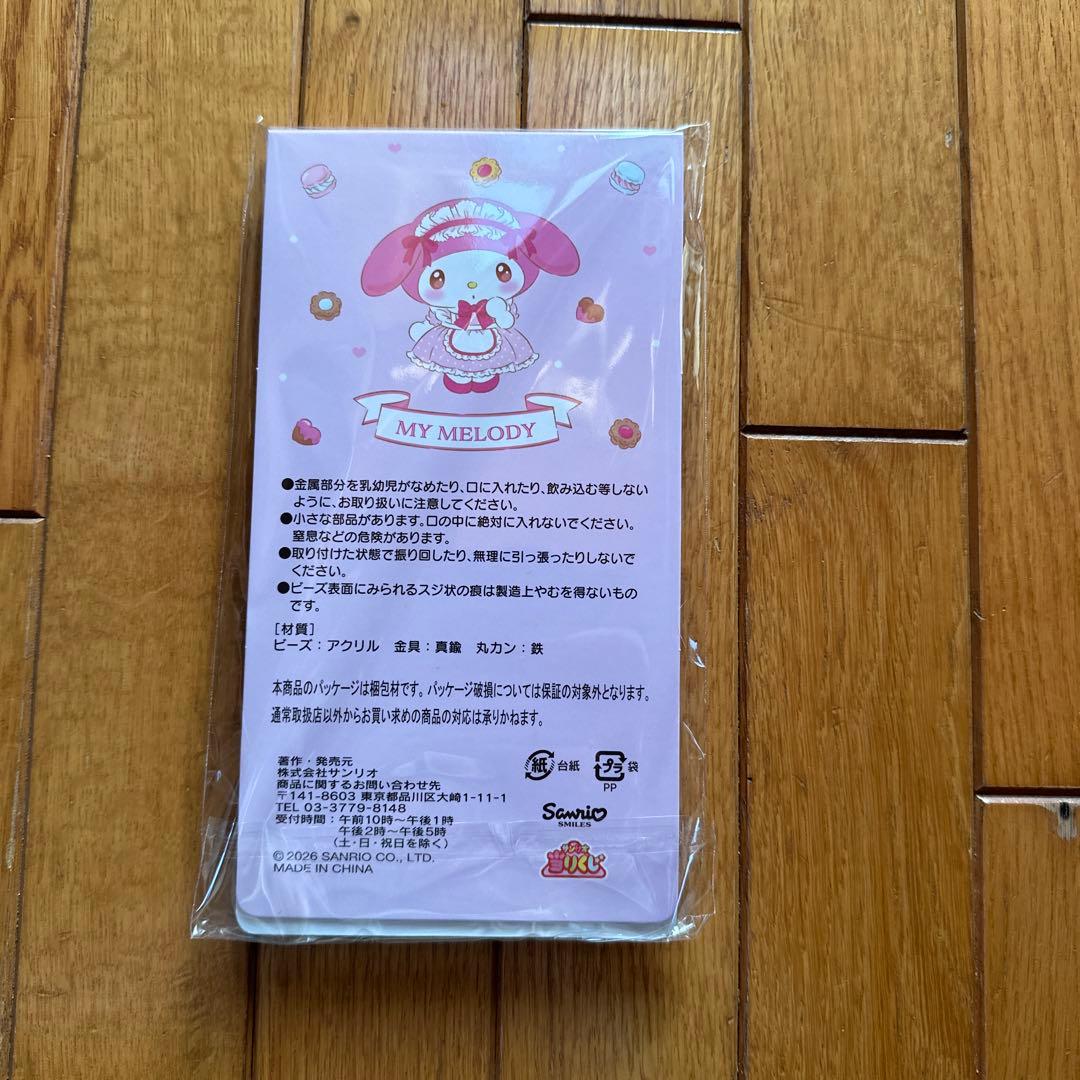 MY MELODY
●金属部分を乳幼児がなめたり、口に入れたり、飲み込む等しない
ように、お取り扱いに注意してください。
●小さな部品があります。口の中に絶対に入れないでください。
窒息などの危険があります。
●取り付けた状態で振り回したり、無理に引っ張ったりしないで
ください。
●ビーズ表面にみられるスジ状の痕は製造上やむを得ないもの
です。
[材質]
ビーズ：アクリル 金具：真鍮 丸カン：鉄
本商品のパッケージは梱包材です。パッケージ破損については保証の対象外となります。
通常取扱店以外からお買い求めの商品の対応は承りかねます。
著作・発売元
株式会社サンリオ
商品に関するお問い合わせ先
〒141-8603 東京都品川区大崎1-11-1
TEL 03-3779-8148
受付時間：午前10時～午後1時
午後2時～午後5時
（土・日・祝日を除く）
©2026 SANRIO CO., LTD.
MADE IN CHINA
紙 台紙 プラ 袋
PP
Sanrio
SMILES
サンリオ
当りくじ